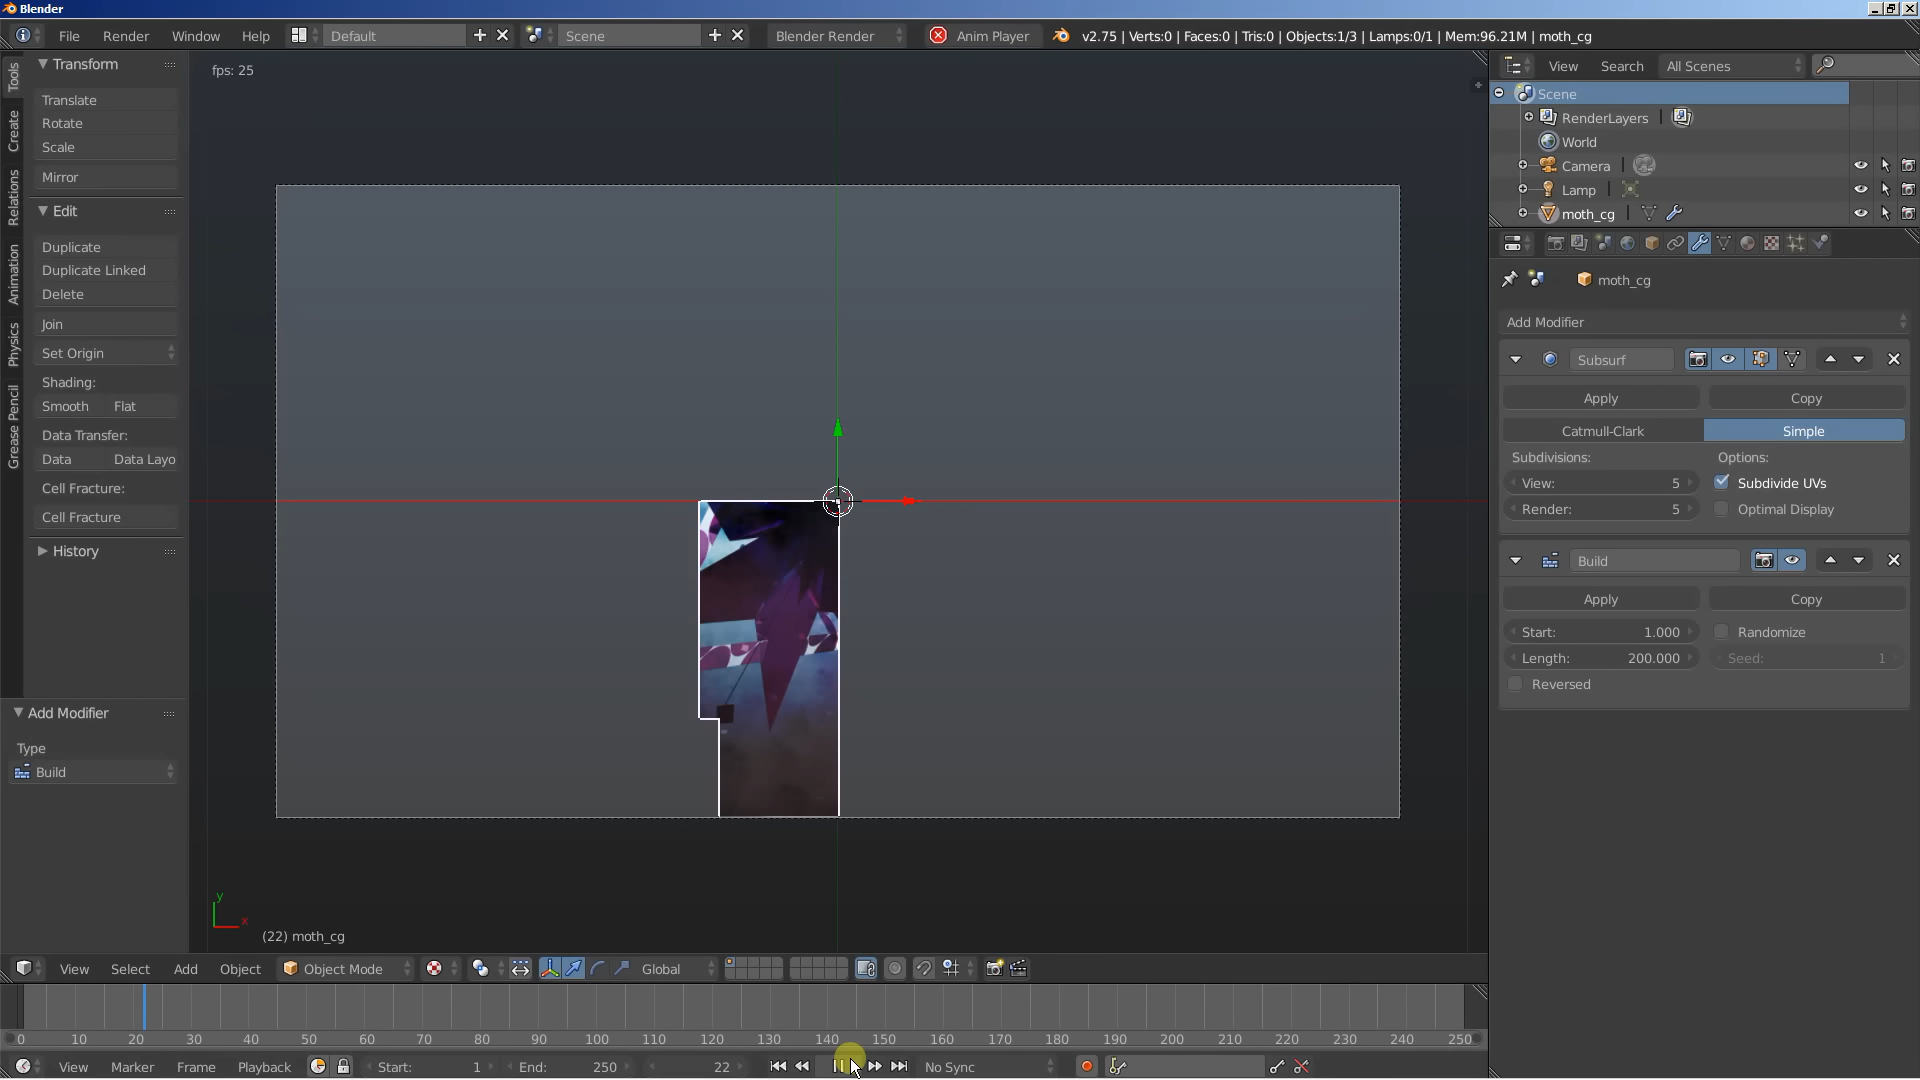 Blender
File Render Window Help Default Scene Blender Render Anim Player v2.75 | Verts:0 | Faces:0 | Tris:0 | Objects:1/3 | Lamps:0/1 | Mem:96.21M | moth_cg
Tools
Create
Relations
Animation
Physics
Grease Pencil
Transform
Translate
Rotate
Scale
Mirror
Edit
Duplicate
Duplicate Linked
Delete
Join
Set Origin
Shading:
Smooth Flat
Data Transfer:
Data Data Layo
Cell Fracture:
Cell Fracture
History
Add Modifier
Type
Build
fps: 25
y
x
(22) moth_cg
View Select Add Object Object Mode Global
0 10 20 30 40 50 60 70 80 90 100 110 120 130 140 150 160 170 180 190 200 210 220 230 240 250
View Marker Frame Playback Start: 1 End: 250 22 No Sync
View Search All Scenes
Scene
RenderLayers
World
Camera
Lamp
moth_cg
moth_cg
Add Modifier
Subsurf
Apply Copy
Catmull-Clark Simple
Subdivisions: Options:
View: 5 Subdivide UVs
Render: 5 Optimal Display
Build
Apply Copy
Start: 1.000 Randomize
Length: 200.000 Seed: 1
Reversed